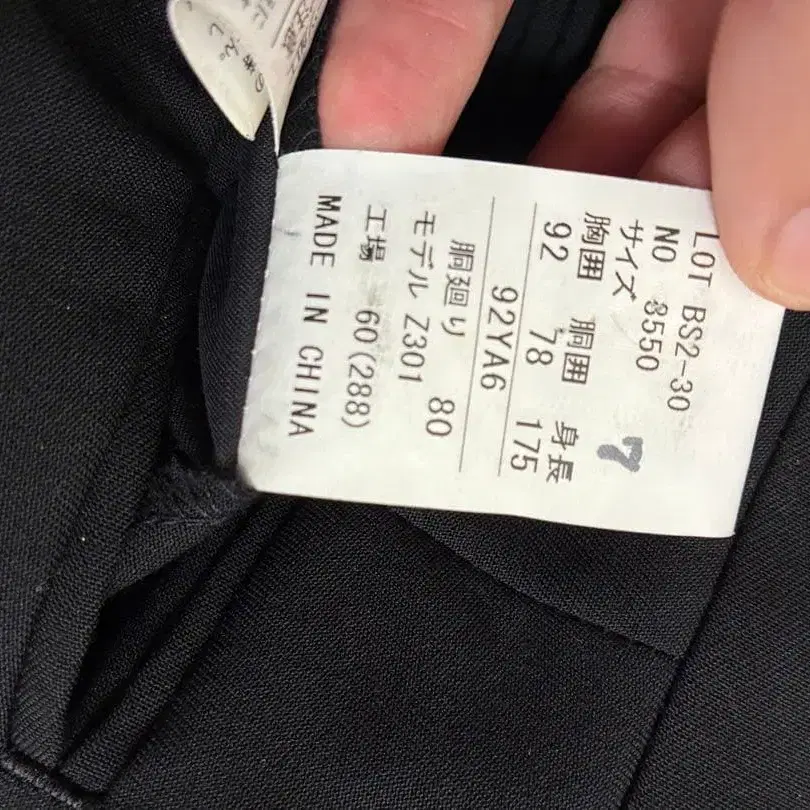 LOT BS2-30
NO 3550
サイズ
胸囲 胴囲 身長
92 78 175
92YA6
胴廻り 80
モデル Z301
工場 60(288)
MADE IN CHINA
7